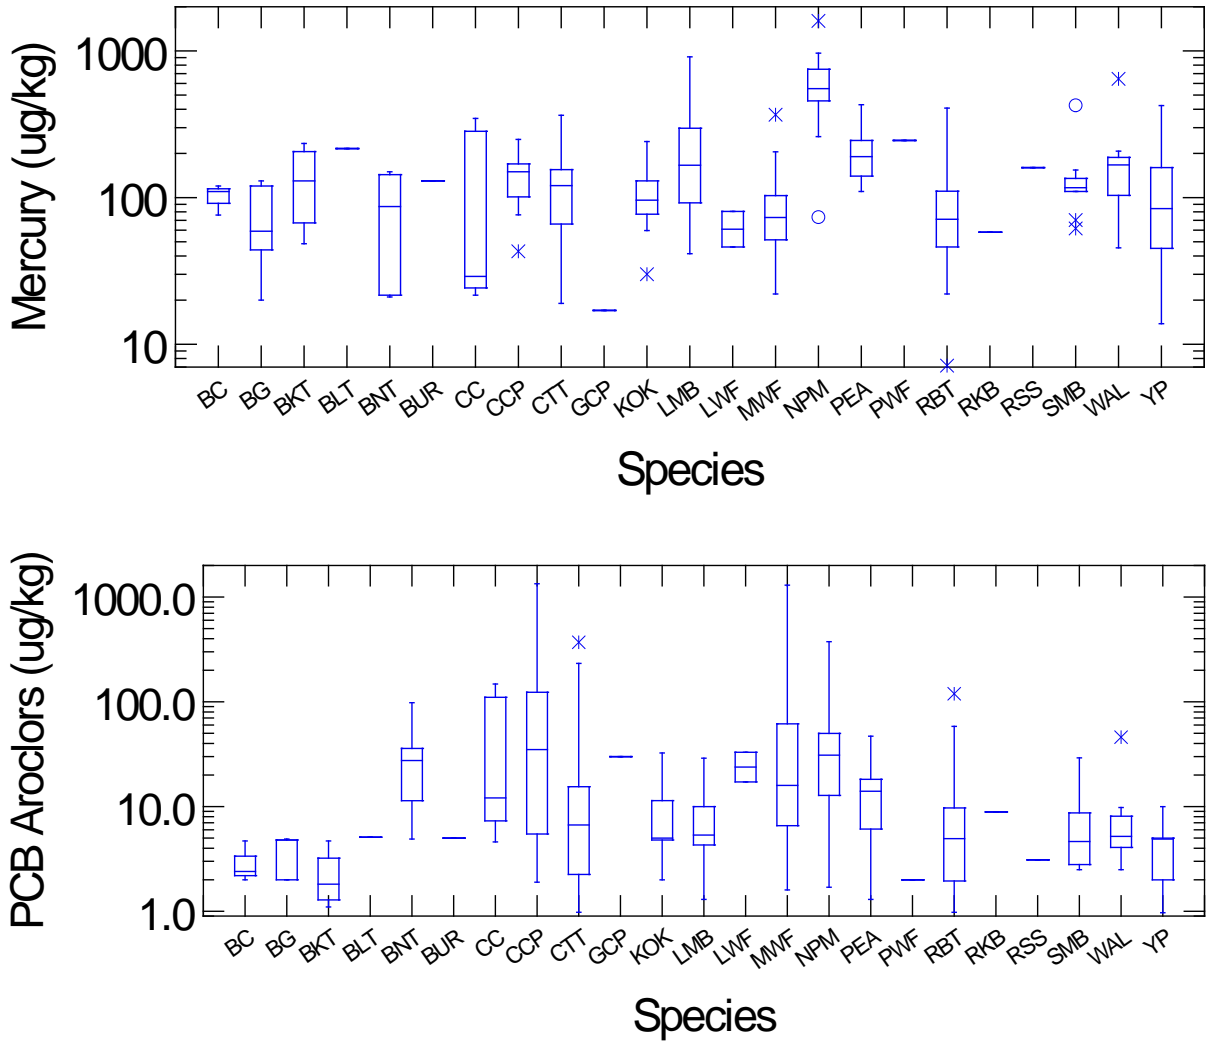 Mercury (ug/kg)
1000
100
10
BC BG BKT BLT BNT BUR CC CCP CTT GCP KOK LMB LWF MWF NPM PEA PWF RBT RKB RSS SMB WAL YP
Species
PCB Aroclors (ug/kg)
1000.0
100.0
10.0
1.0
BC BG BKT BLT BNT BUR CC CCP CTT GCP KOK LMB LWF MWF NPM PEA PWF RBT RKB RSS SMB WAL YP
Species